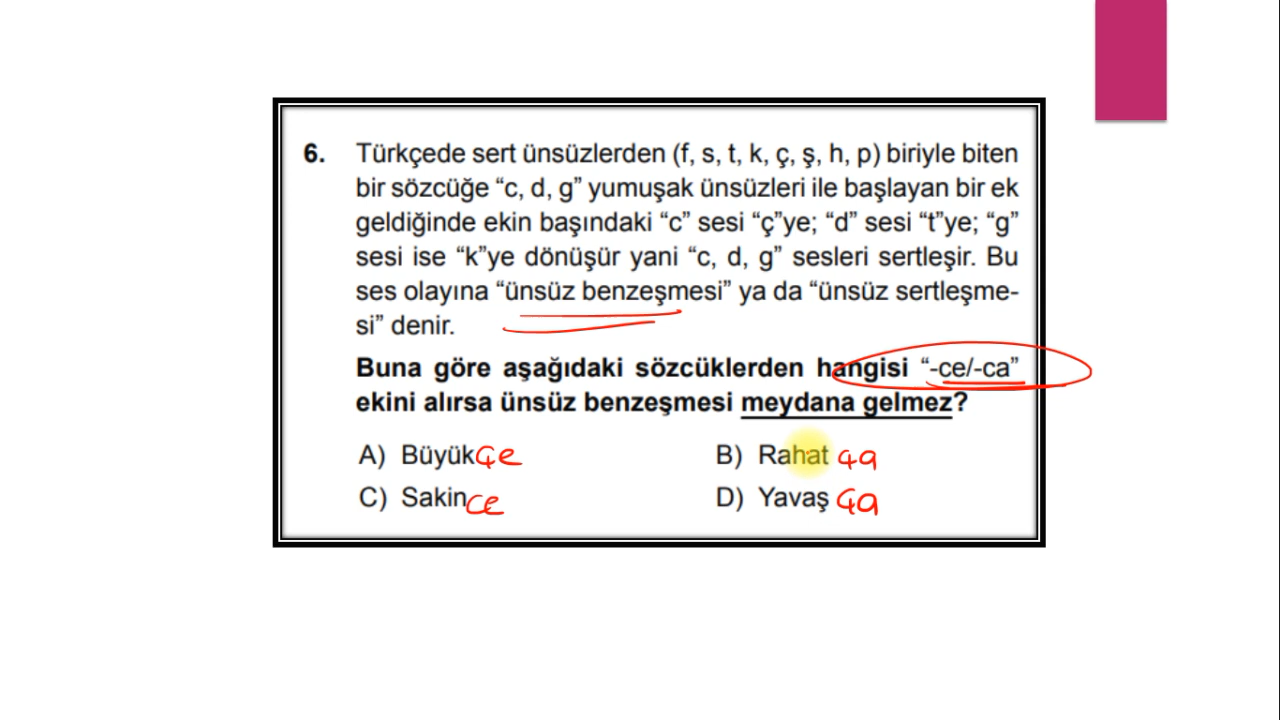 6. Türkçede sert ünsüzlerden (f, s, t, k, ç, ş, h, p) biriyle biten
bir sözcüğe “c, d, g” yumuşak ünsüzleri ile başlayan bir ek
geldiğinde ekin başındaki “c” sesi “ç”ye; “d” sesi “t”ye; “g”
sesi ise “k”ye dönüşür yani “c, d, g” sesleri sertleşir. Bu
ses olayına “ünsüz benzeşmesi” ya da “ünsüz sertleşme-
si” denir.
Buna göre aşağıdaki sözcüklerden hangisi “-ce/-ca”
ekini alırsa ünsüz benzeşmesi meydana gelmez?
A) Büyükçe B) Rahat ça
C) Sakince D) Yavaş ça